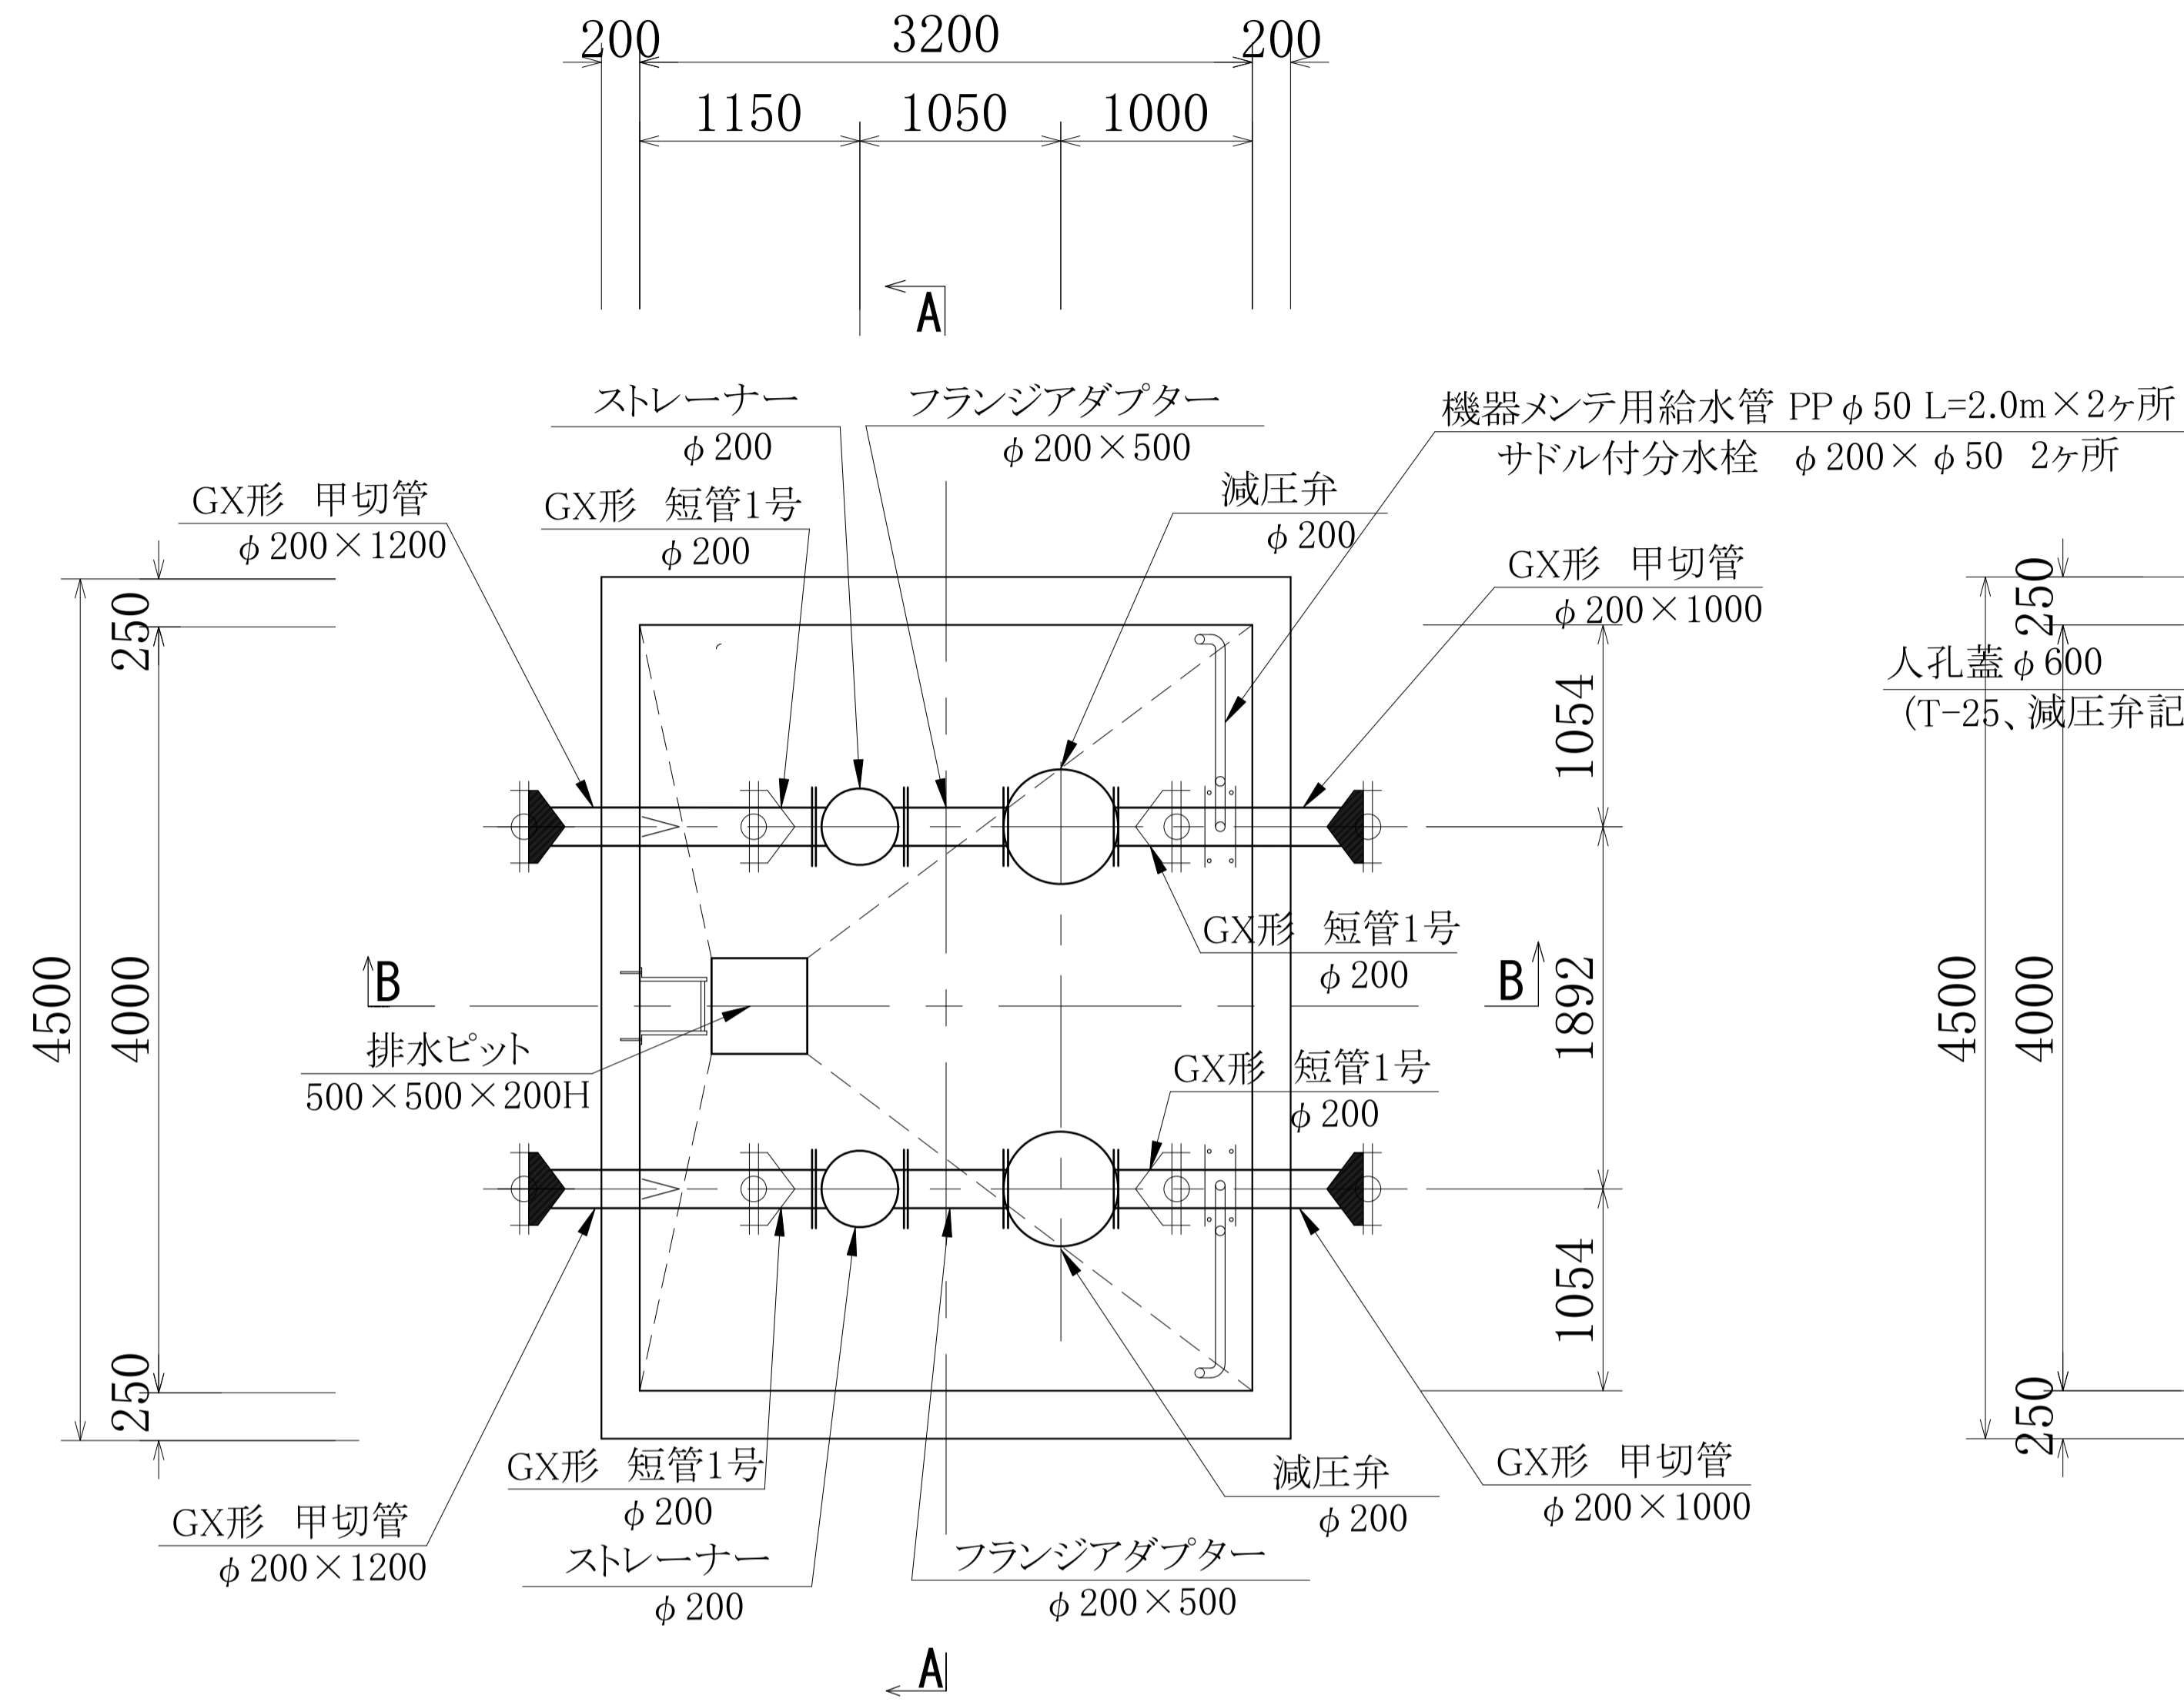 200
3200
200
1150
1050
1000
A
ストレーナー
φ200
フランジアダプター
φ200×500
機器メンテ用給水管 PPφ50 L=2.0m×2ヶ所
サドル付分水栓 φ200×φ50 2ヶ所
GX形 甲切管
φ200×1200
GX形 短管1号
φ200
減圧弁
φ200
GX形 甲切管
φ200×1000
250
4500
4000
250
1054
1892
1054
人孔蓋φ600
(T-25、減圧弁記
250
4500
4000
250
GX形 短管1号
φ200
B
B
排水ピット
500×500×200H
GX形 短管1号
φ200
GX形 短管1号
φ200
減圧弁
φ200
GX形 甲切管
φ200×1000
GX形 甲切管
φ200×1200
ストレーナー
φ200
フランジアダプター
φ200×500
A